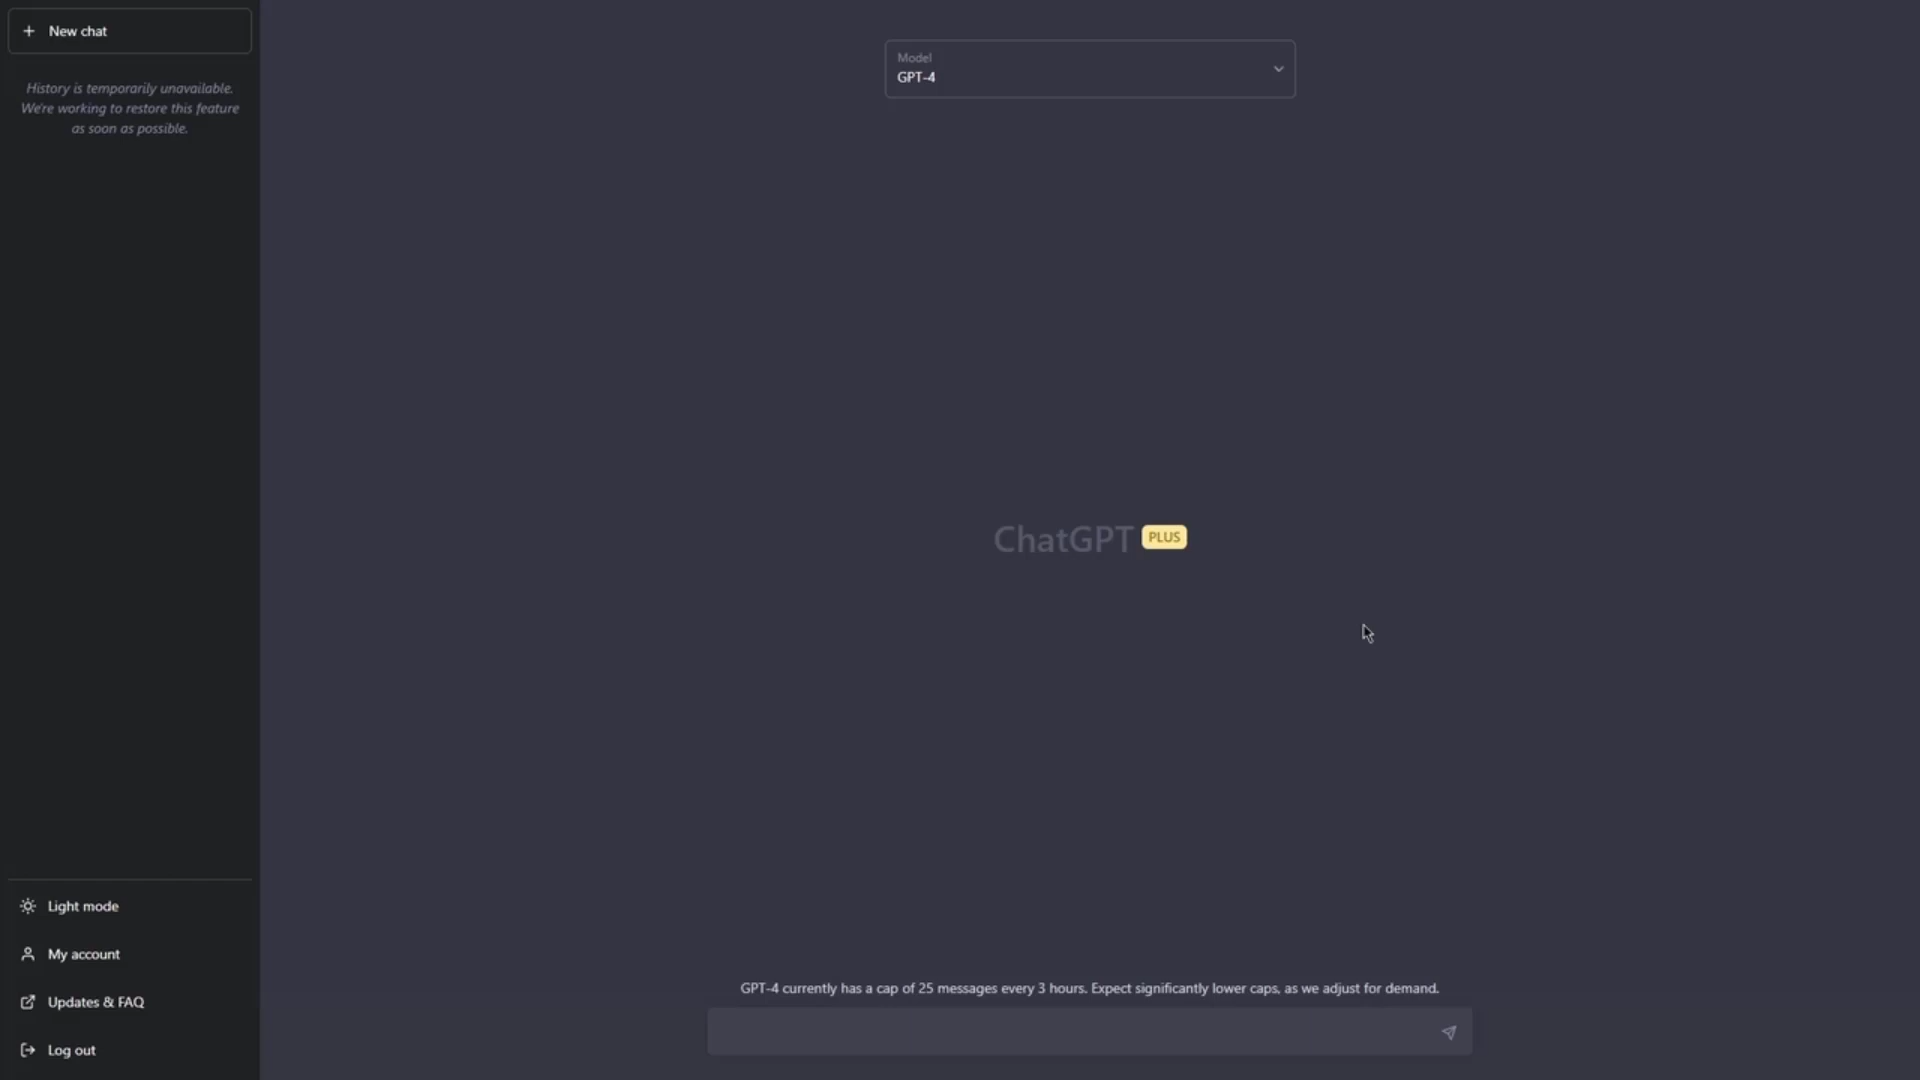 New chat
History is temporarily unavailable.
We're working to restore this feature
as soon as possible.
Light mode
My account
Updates & FAQ
Log out
Model
GPT-4
ChatGPT PLUS
GPT-4 currently has a cap of 25 messages every 3 hours. Expect significantly lower caps, as we adjust for demand.